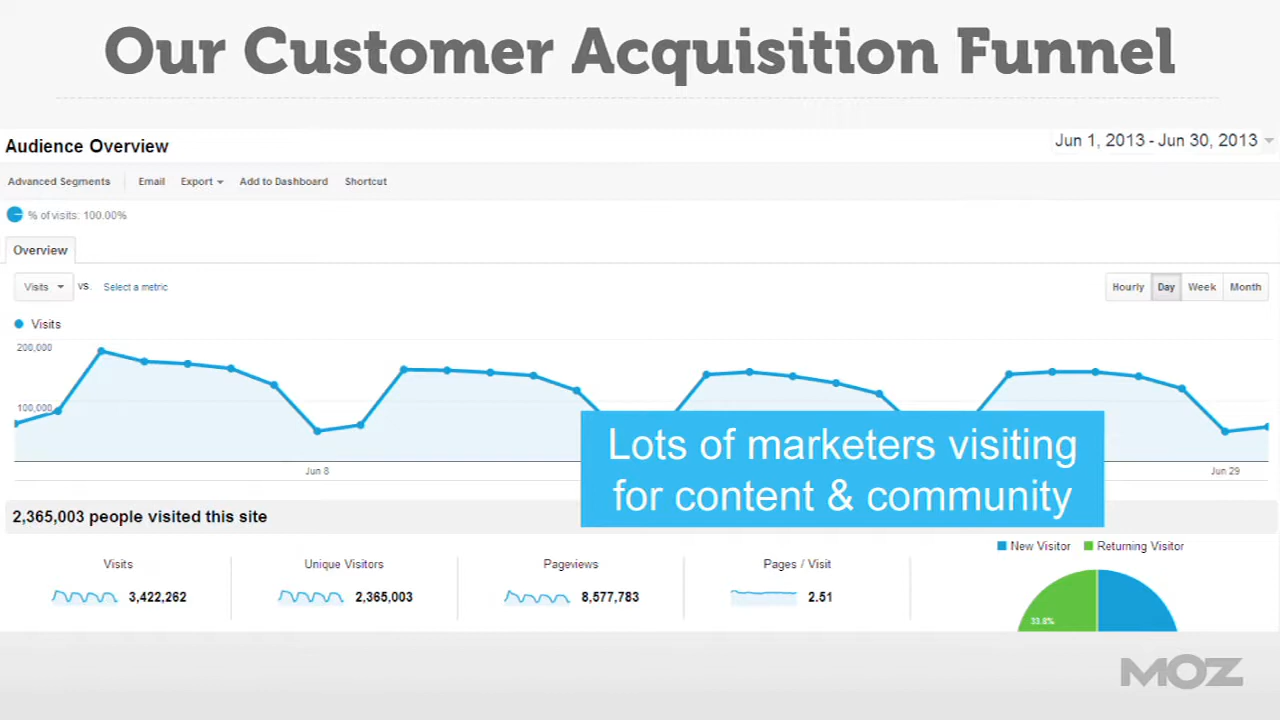 Our Customer Acquisition Funnel
Audience Overview
Jun 1, 2013 - Jun 30, 2013
Advanced Segments
Email
Export
Add to Dashboard
Shortcut
% of visits: 100.00%
Overview
Visits
VS.
Select a metric
Hourly
Day
Week
Month
Visits
200,000
100,000
Lots of marketers visiting
for content & community
Jun 8
Jun 29
2,365,003 people visited this site
New Visitor
Returning Visitor
Visits
3,422,262
Unique Visitors
2,365,003
Pageviews
8,577,783
Pages / Visit
2.51
33.8%
MOZ